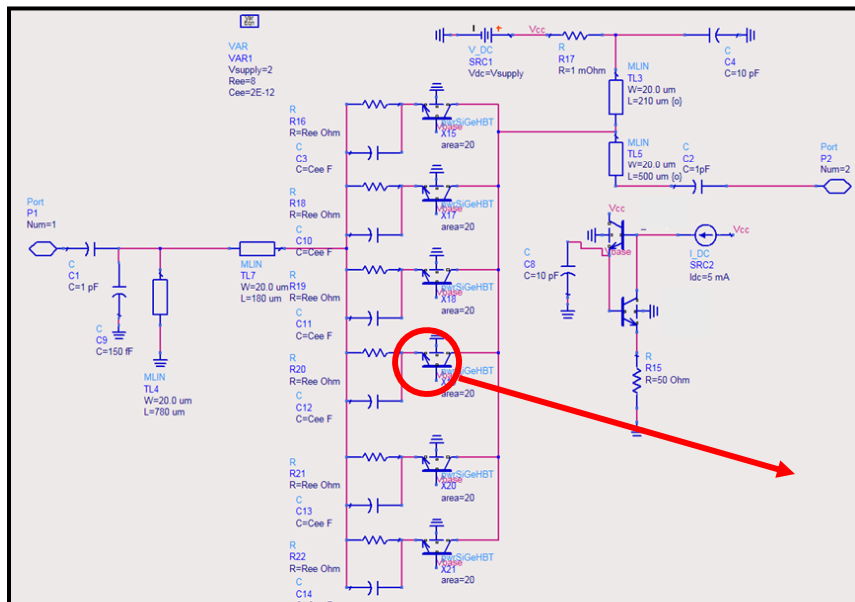 Var
Eqn
VAR
VAR1
Vsupply=2
Ree=8
Cee=2E-12
V_DC
SRC1
Vdc=Vsupply
Vcc
R
R17
R=1 mOhm
C
C4
C=10 pF
MLIN
TL3
W=20.0 um
L=210 um {o}
MLIN
TL5
W=20.0 um
L=500 um {o}
C
C2
C=1pF
Port
P2
Num=2
R
R16
R=Ree Ohm
C
C3
C=Cee F
X15
area=20
R
R18
R=Ree Ohm
C
C10
C=Cee F
X17
area=20
Port
P1
Num=1
C
C1
C=1 pF
C
C9
C=150 fF
MLIN
TL4
W=20.0 um
L=780 um
MLIN
TL7
W=20.0 um
L=180 um
R
R19
R=Ree Ohm
C
C11
C=Cee F
X18
area=20
R
R20
R=Ree Ohm
C
C12
C=Cee F
area=20
R
R21
R=Ree Ohm
C
C13
C=Cee F
X20
area=20
R
R22
R=Ree Ohm
C
C14
C=Cee F
X21
area=20
Vcc
Vbase
C
C8
C=10 pF
Vcc
I_DC
SRC2
Idc=5 mA
R
R15
R=50 Ohm